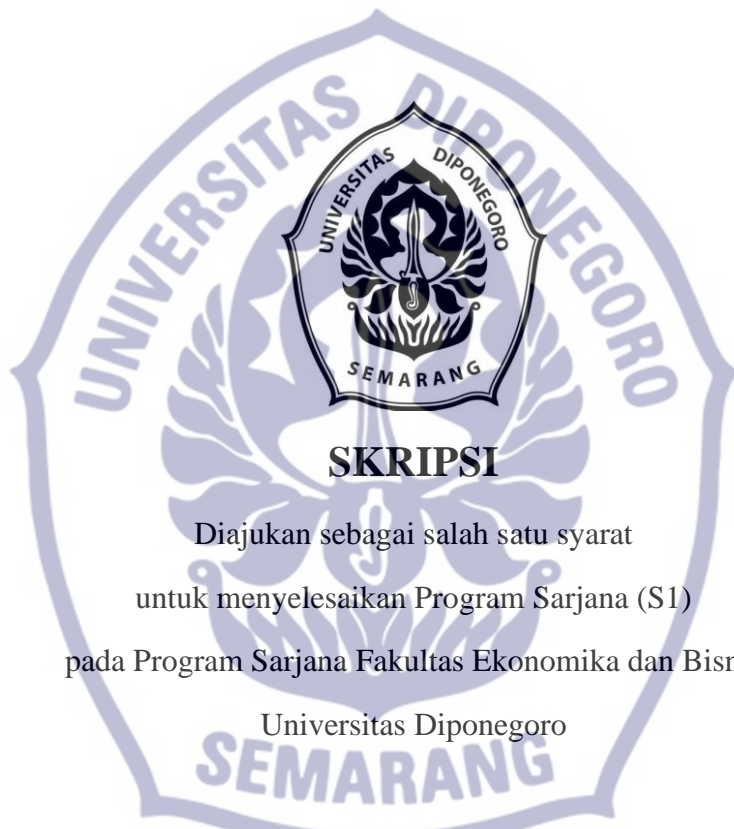 UNIVERSITAS DIPONEGORO
SEMARANG
UNIVERSITAS DIPONEGORO
SEMARANG
SKRIPSI
Diajukan sebagai salah satu syarat
untuk menyelesaikan Program Sarjana (S1)
pada Program Sarjana Fakultas Ekonomika dan
Universitas Diponegoro